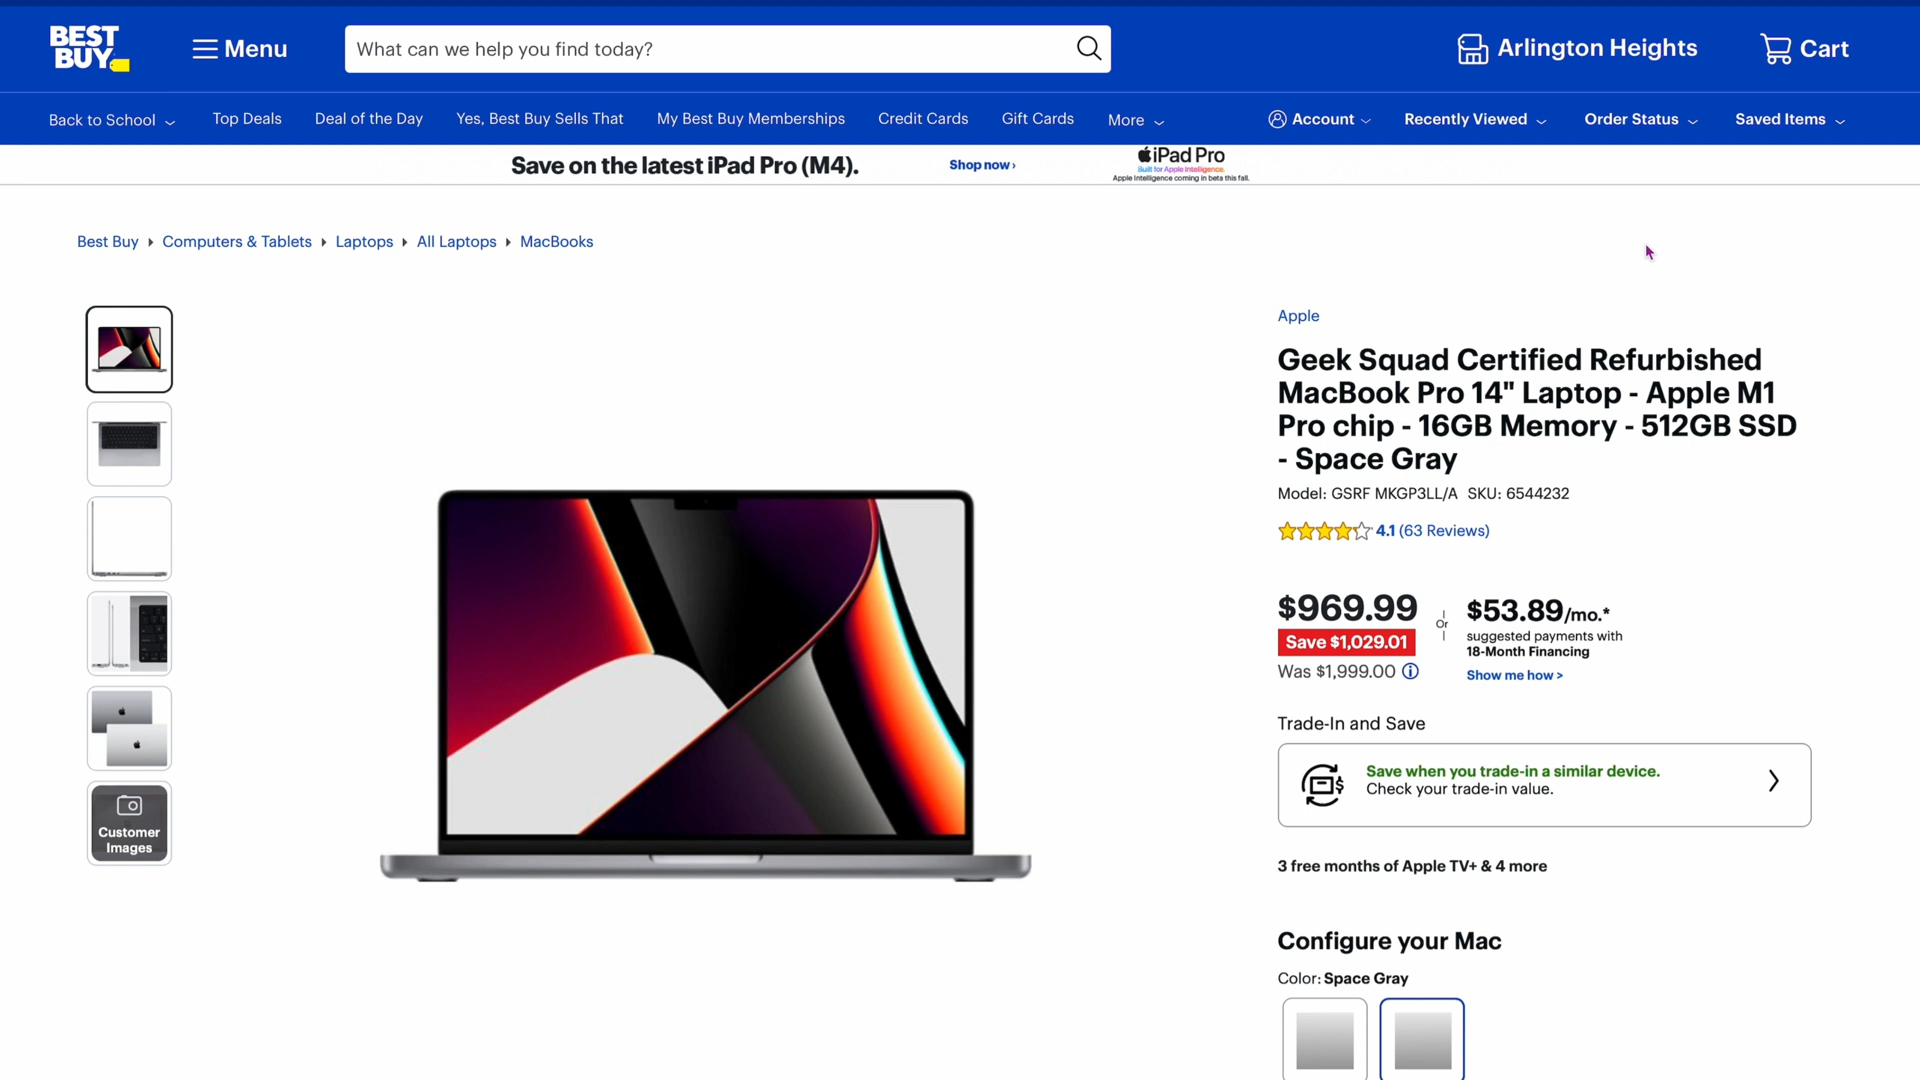 BEST
BUY
Menu
What can we help you find today?
Arlington Heights
Cart
Back to School
Top Deals
Deal of the Day
Yes, Best Buy Sells That
My Best Buy Memberships
Credit Cards
Gift Cards
More
Account
Recently Viewed
Order Status
Saved Items
Save on the latest iPad Pro (M4).
Shop now ›
iPad Pro
Built for Apple Intelligence.
Apple Intelligence coming in beta this fall.
Best Buy
Computers & Tablets
Laptops
All Laptops
MacBooks
Customer
Images
Apple
Geek Squad Certified Refurbished
MacBook Pro 14" Laptop - Apple M1
Pro chip - 16GB Memory - 512GB SSD
- Space Gray
Model: GSRF MKGP3LL/A SKU: 6544232
4.1 (63 Reviews)
$969.99
Save $1,029.01
Was $1,999.00
Or
$53.89/mo.*
suggested payments with
18-Month Financing
Show me how >
Trade-In and Save
Save when you trade-in a similar device.
Check your trade-in value.
3 free months of Apple TV+ & 4 more
Configure your Mac
Color: Space Gray